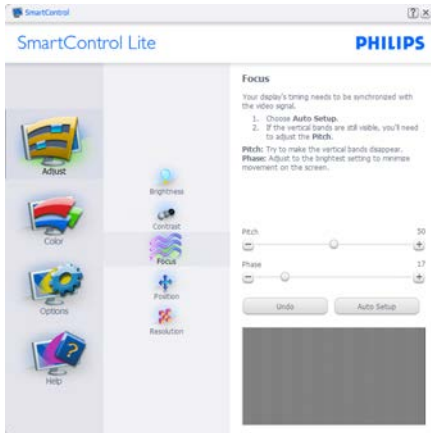 SmartControl
SmartControl Lite
PHILIPS
Adjust
Color
Options
Help
Brightness
Contrast
Focus
Position
Resolution
Focus
Your display's timing needs to be synchronized with
the video signal.
1. Choose Auto Setup.
2. If the vertical bands are still visible, you'll need
to adjust the Pitch.
Pitch: Try to make the vertical bands disappear.
Phase: Adjust to the brightest setting to minimize
movement on the screen.
Pitch 50
Phase 17
Undo Auto Setup